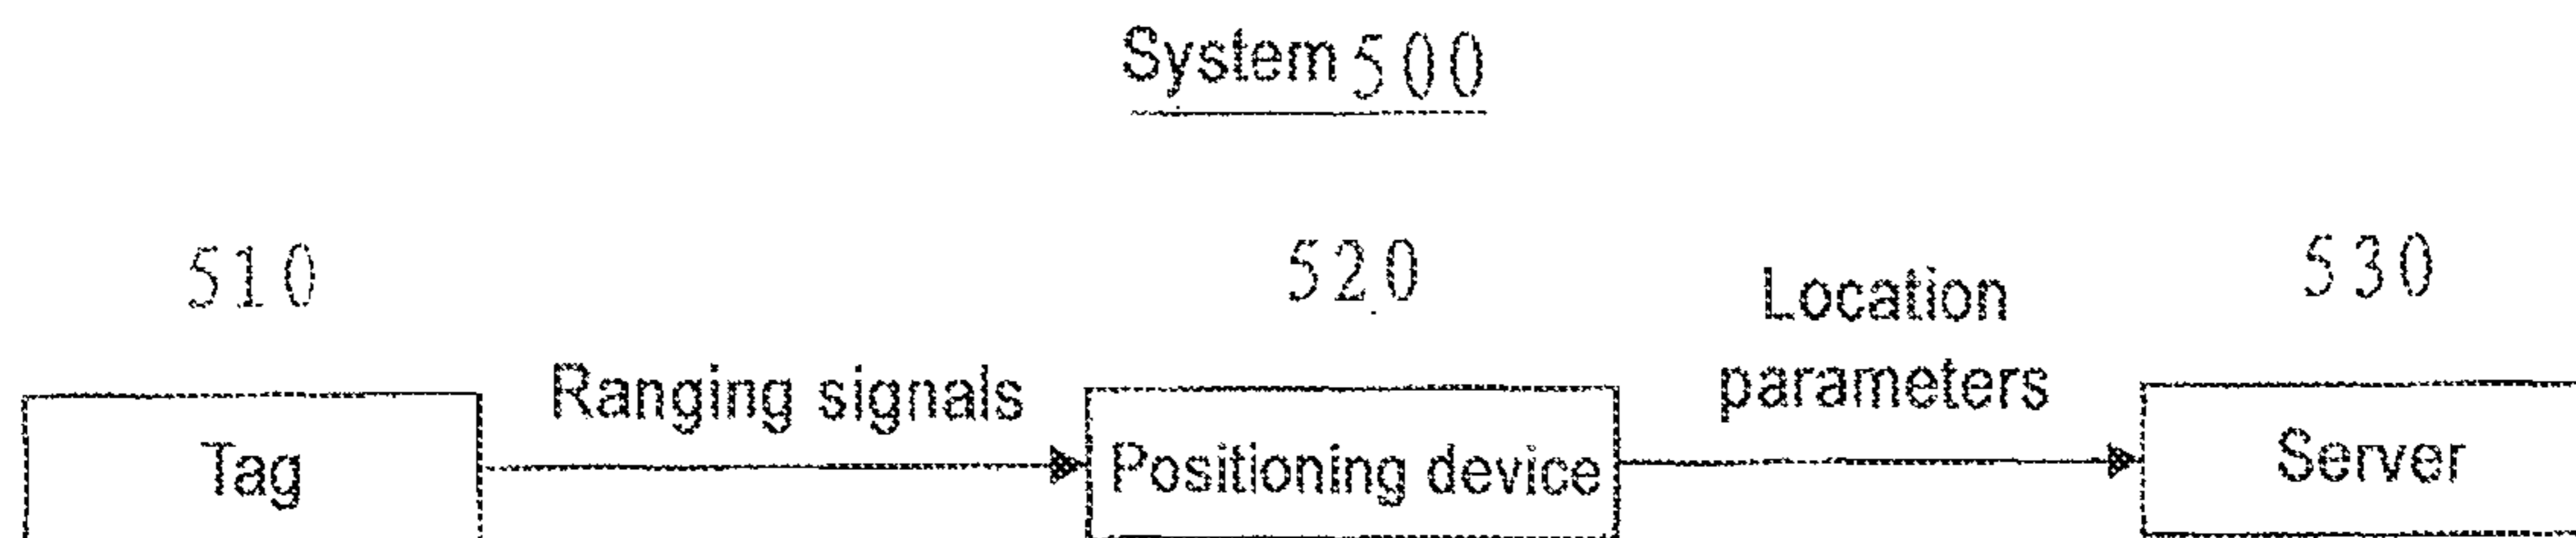 System 500
510
520
530
Location
parameters
Ranging signals
Tag
Positioning device
Server